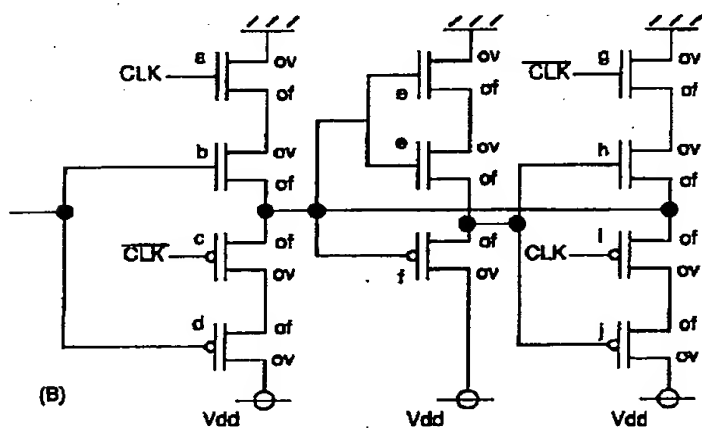 a ov CLK of
e ov of
CLK g ov of
b ov of
e ov of
h ov of
CLK c of ov
f of ov
CLK i of ov
d of ov
j of ov
(B)
Vdd Vdd Vdd